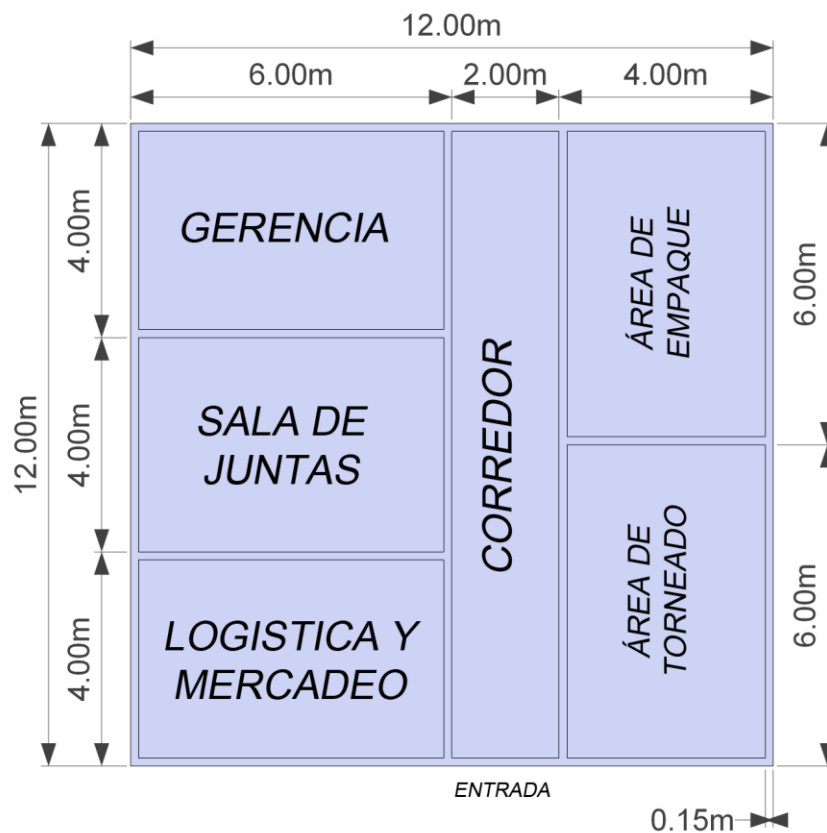 12.00m
6.00m
2.00m
4.00m
12.00m
4.00m
4.00m
4.00m
GERENCIA
SALA DE
JUNTAS
LOGISTICA Y
MERCADEO
CORREDOR
ÁREA DE
EMPAQUE
ÁREA DE
TORNEADO
6.00m
6.00m
ENTRADA
0.15m